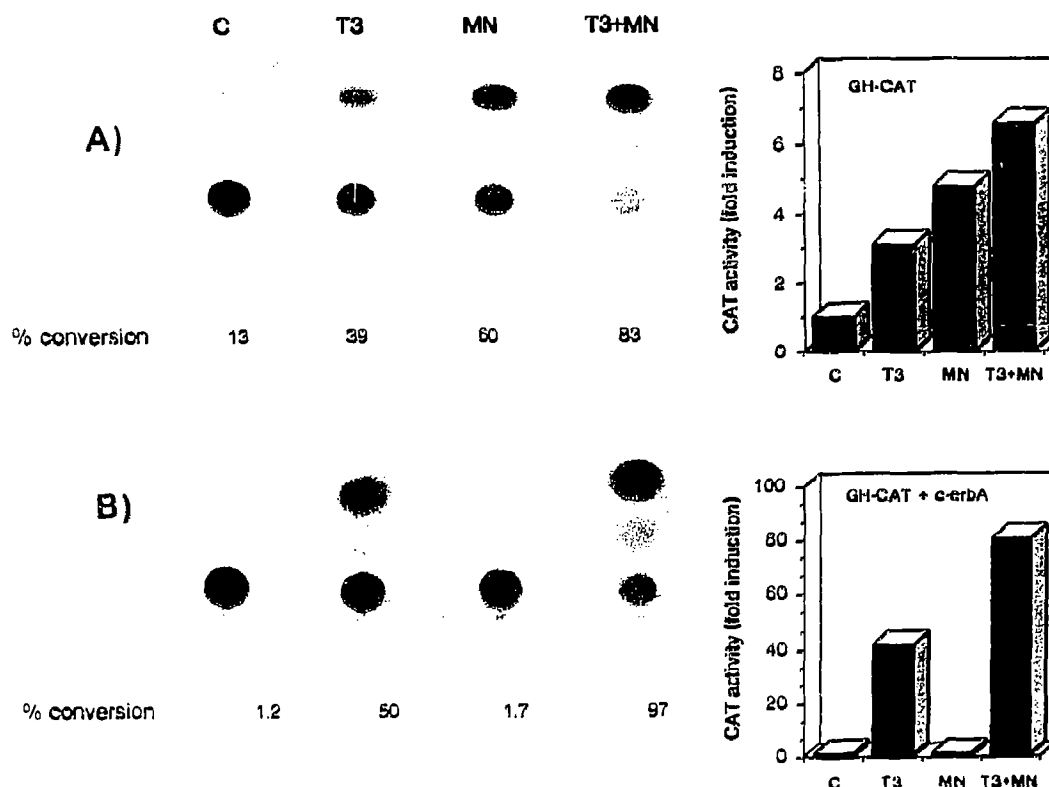 C T3 MN T3+MN
A)
% conversion 13 39 60 83
8
6
4
2
0
CAT activity (fold induction)
GH-CAT
C T3 MN T3+MN
B)
% conversion 1.2 50 1.7 97
100
80
60
40
20
0
CAT activity (fold induction)
GH-CAT + c-erbA
C T3 MN T3+MN